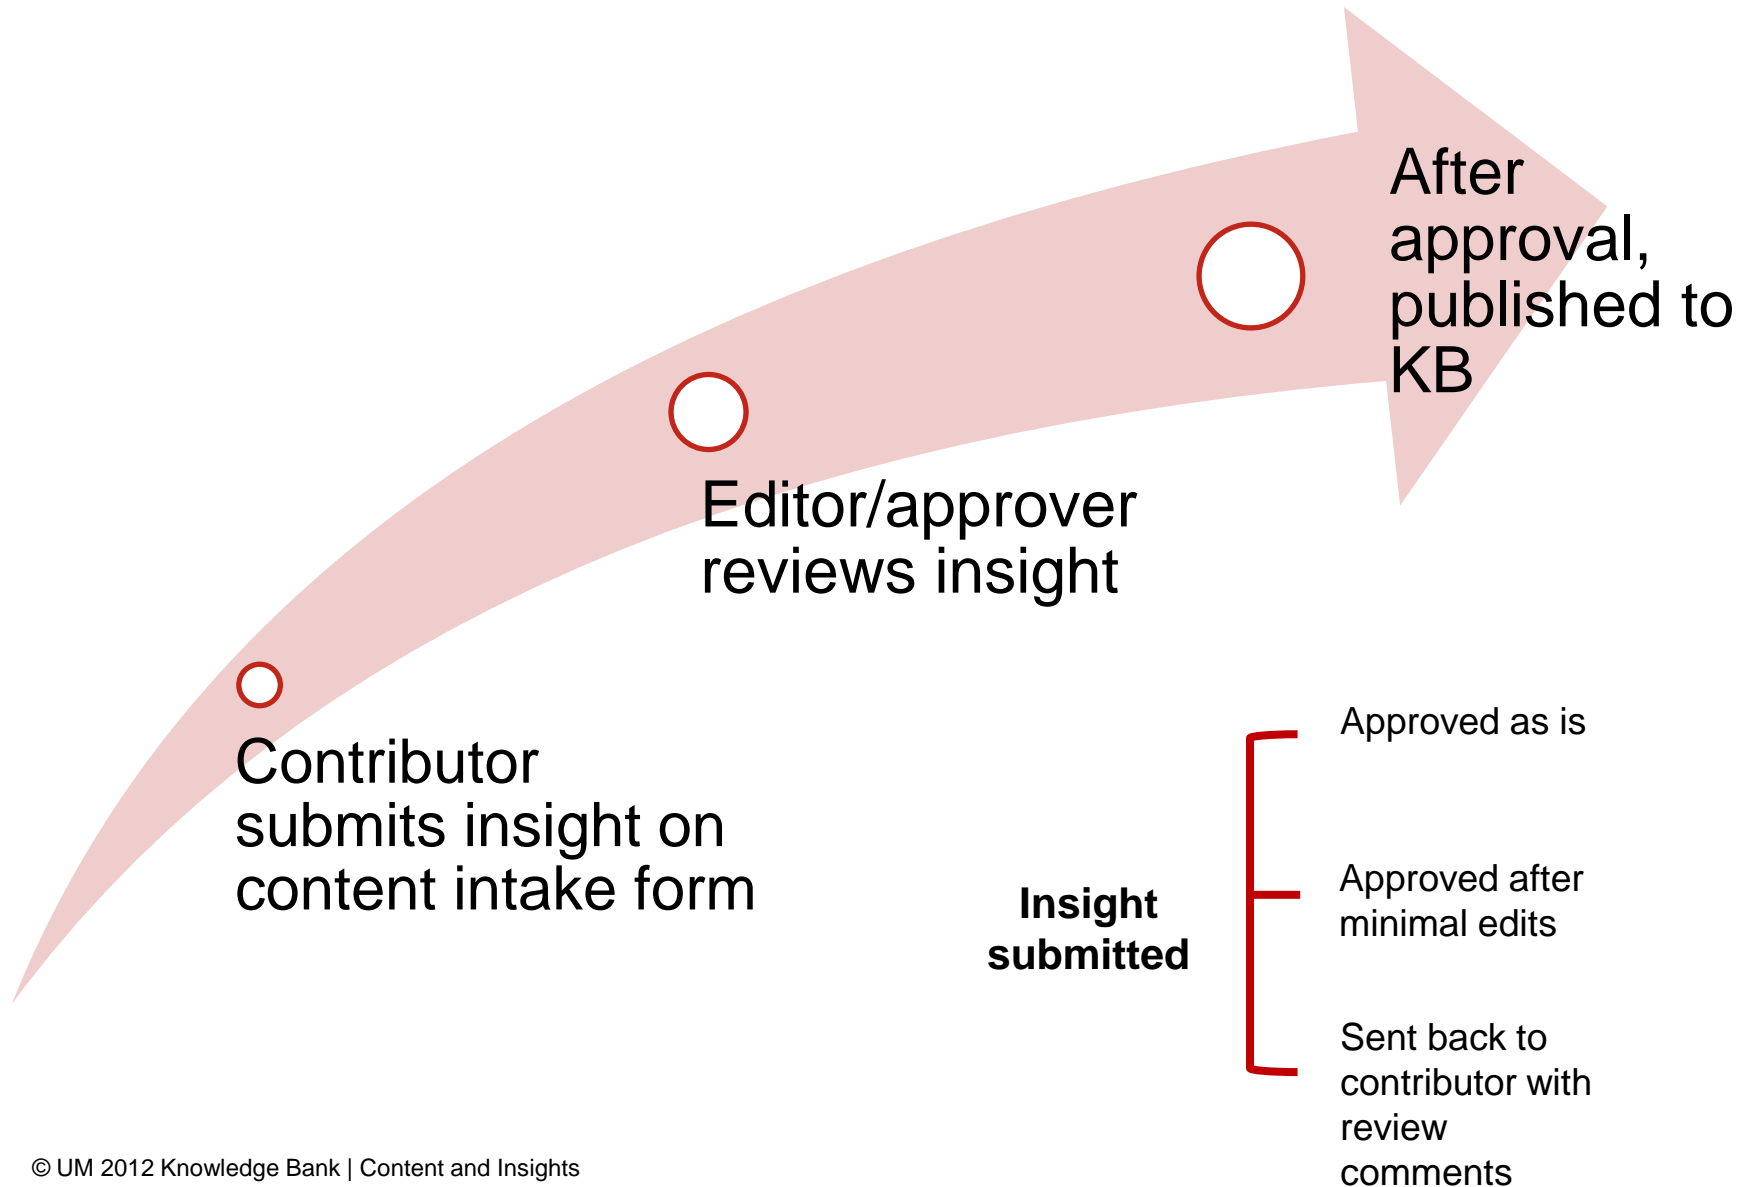 After
approval,
published to
KB
Editor/approver
reviews insight
Contributor
submits insight on
content intake form
Insight
submitted
Approved as is
Approved after
minimal edits
Sent back to
contributor with
review
comments
© UM 2012 Knowledge Bank | Content and Insights